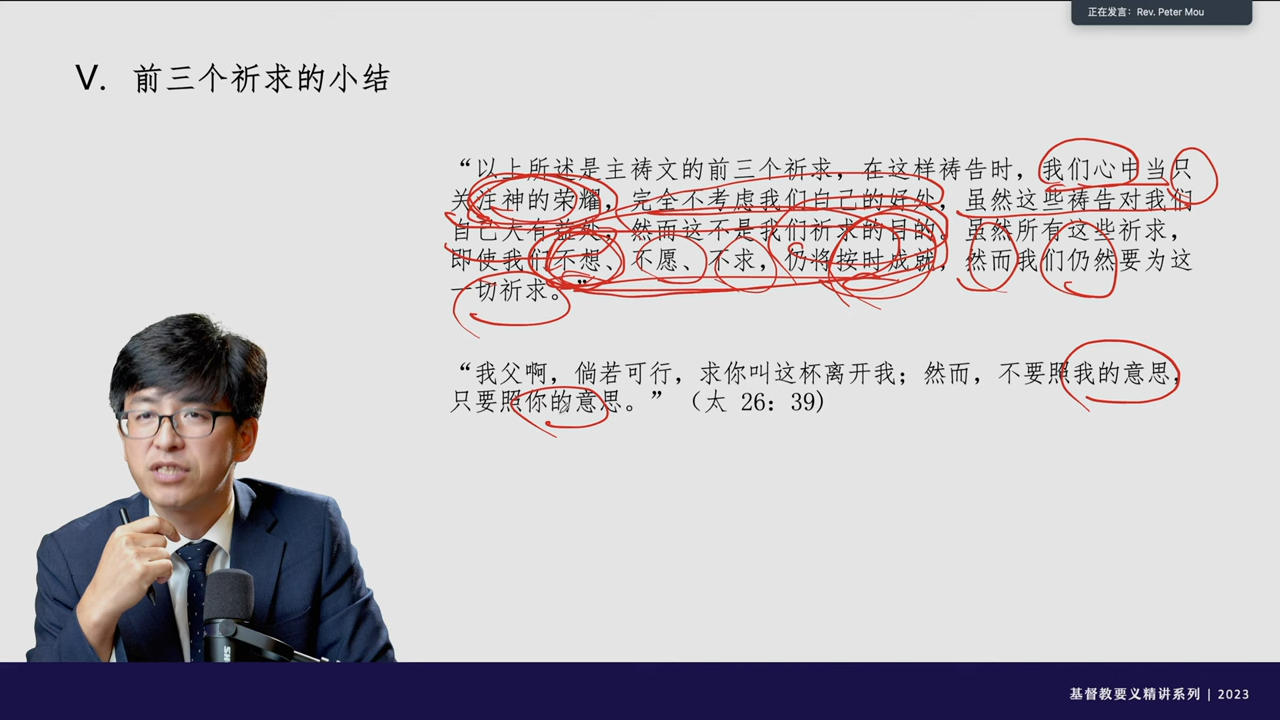 正在发言: Rev. Peter Mou
V. 前三个祈求的小结
“以上所述是主祷文的前三个祈求，在这样祷告时，我们心中当只
关注神的荣耀，完全不考虑我们自己的好处，虽然这些祷告对我们
自己大有益处，然而这不是我们祈求的目的。虽然所有这些祈求，
即使我们不想、不愿、不求，仍将按时成就，然而我们仍然要为这
一切祈求。”
“我父啊，倘若可行，求你叫这杯离开我；然而，不要照我的意思，
只要照你的意思。” （太 26：39)
基督教要义精讲系列 | 2023